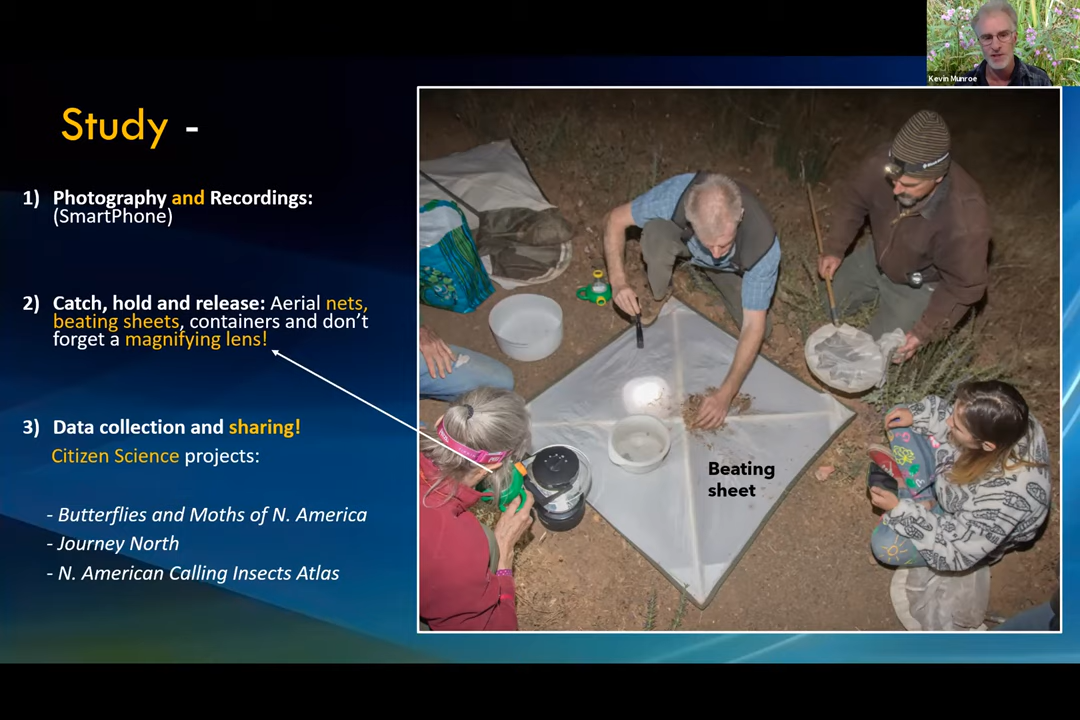 Kevin Munroe
Study -
1) Photography and Recordings:
(SmartPhone)
2) Catch, hold and release: Aerial nets,
beating sheets, containers and don't
forget a magnifying lens!
3) Data collection and sharing!
Citizen Science projects:
- Butterflies and Moths of N. America
- Journey North
- N. American Calling Insects Atlas
Beating
sheet